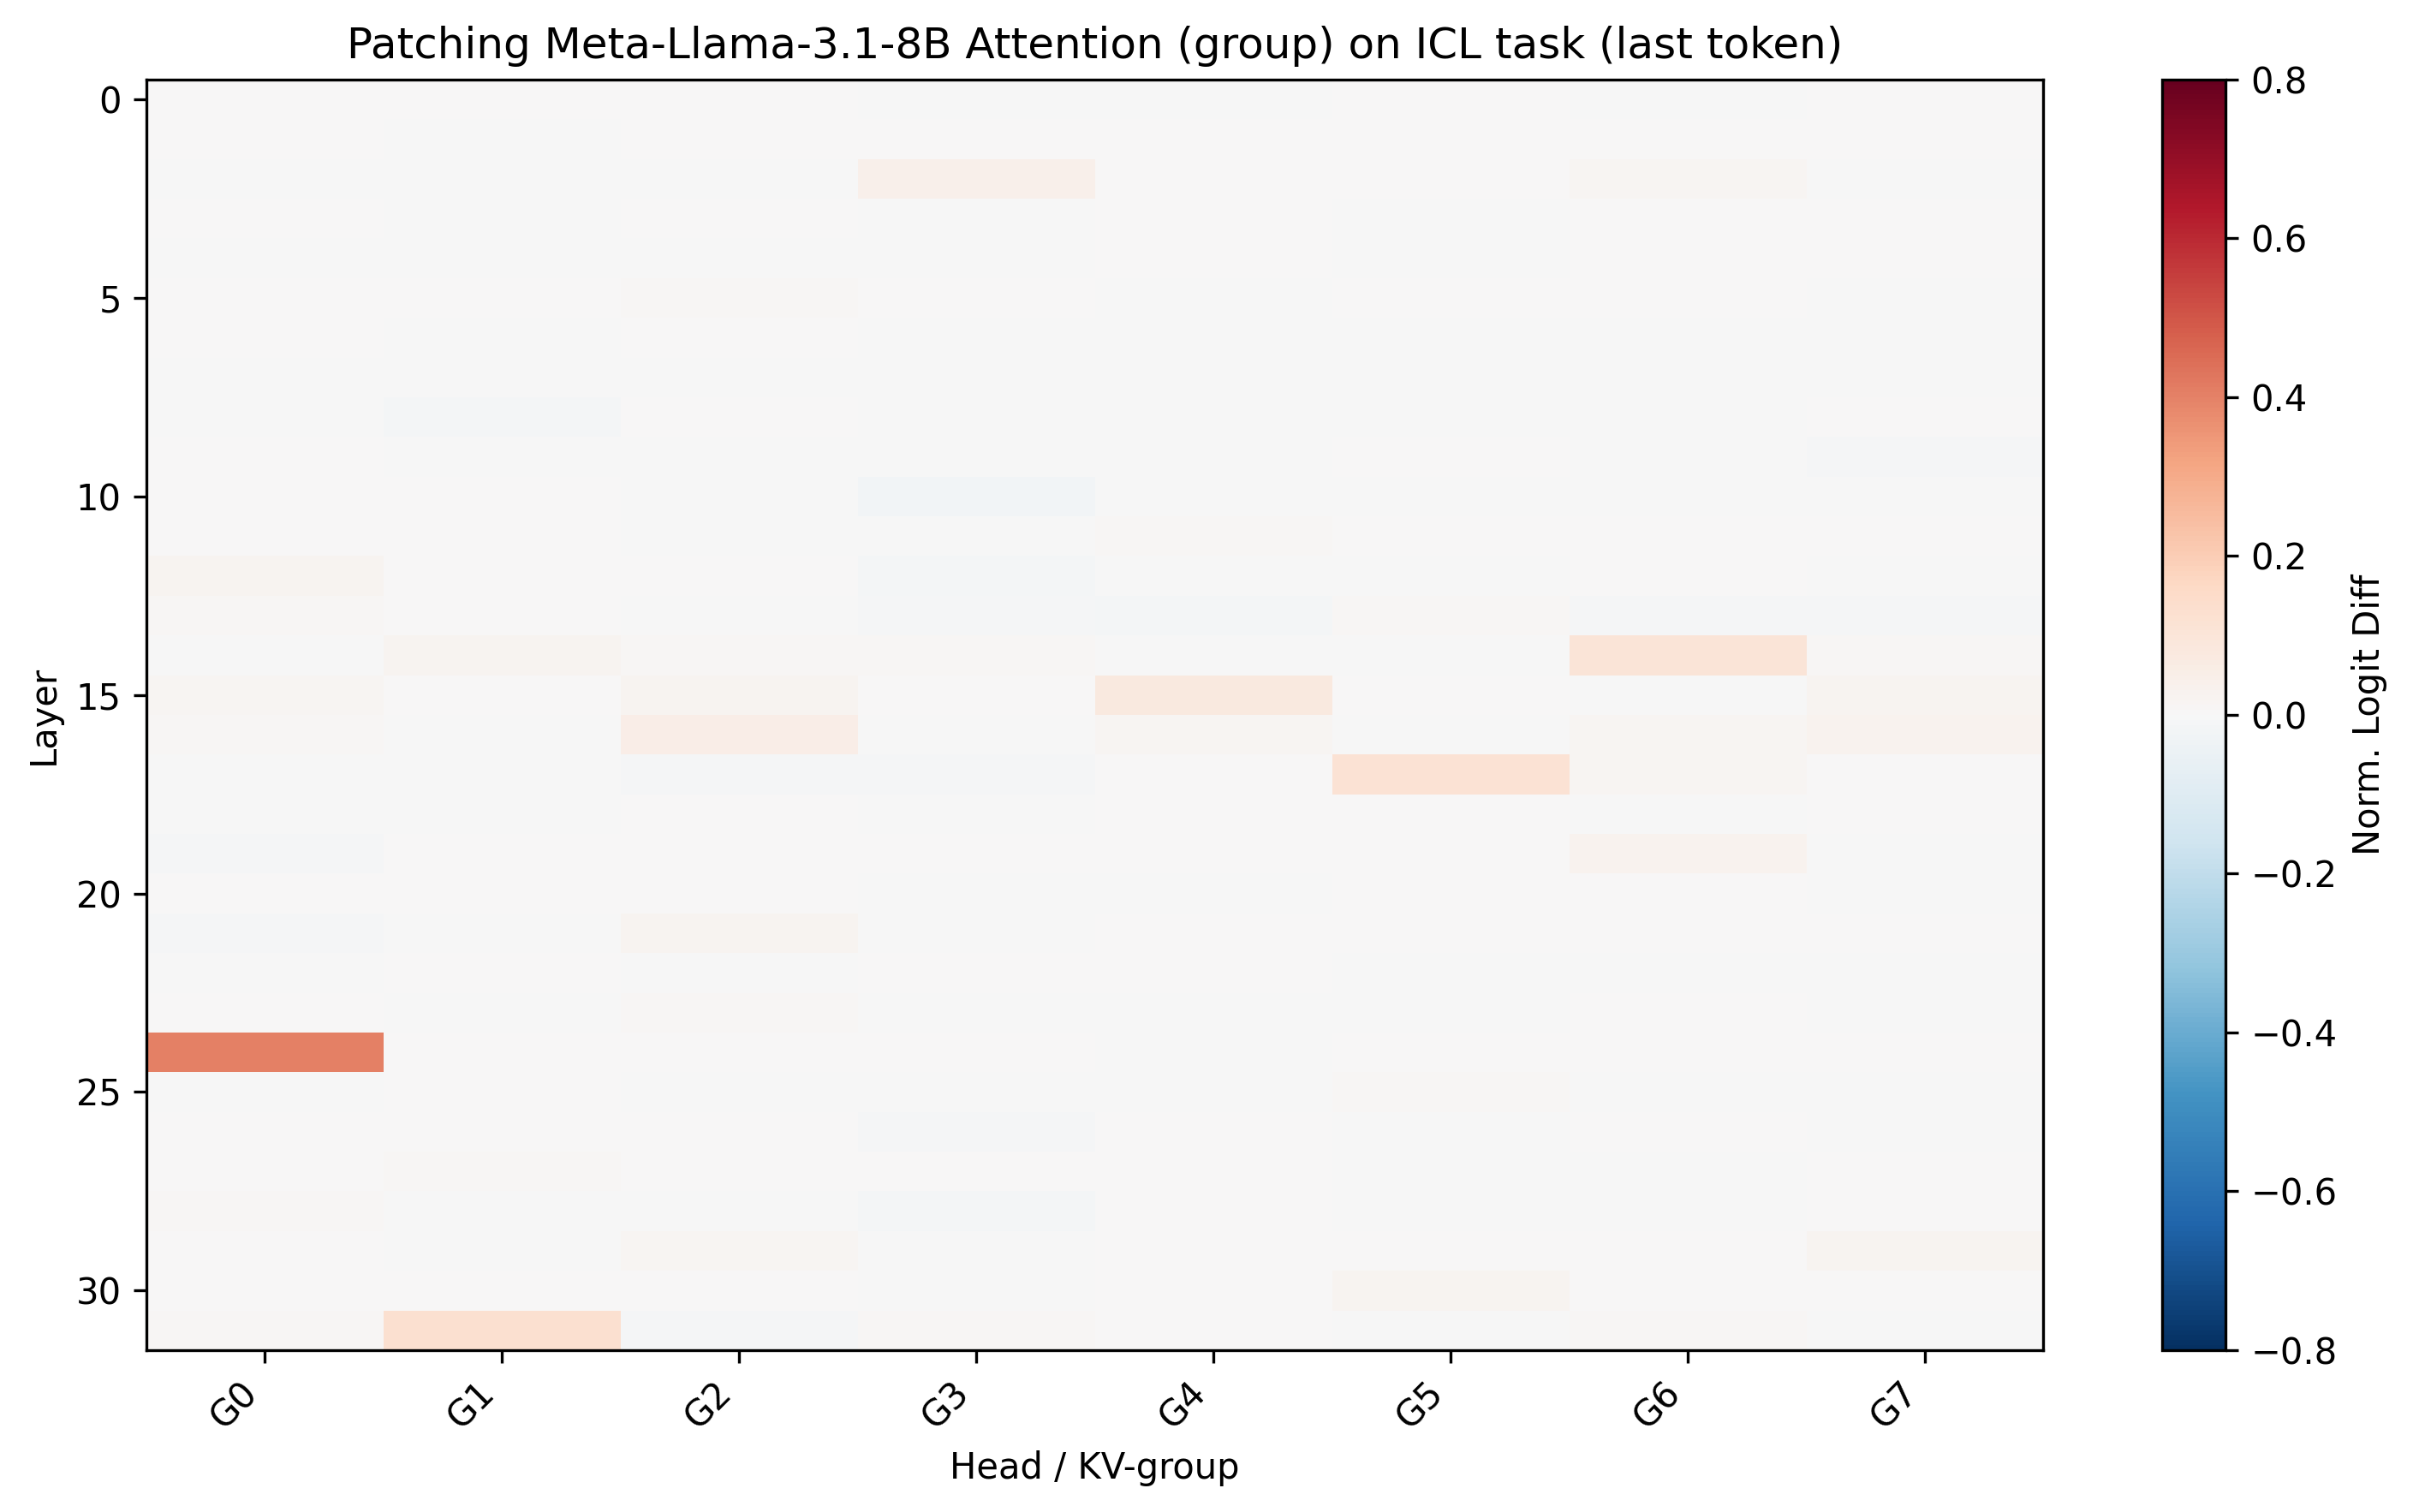 Patching Meta-Llama-3.1-8B Attention (group) on ICL task (last token)
0
5
10
15
20
25
30
Layer
G0
G1
G2
G3
G4
G5
G6
G7
Head / KV-group
0.8
0.6
0.4
0.2
0.0
−0.2
−0.4
−0.6
−0.8
Norm. Logit Diff